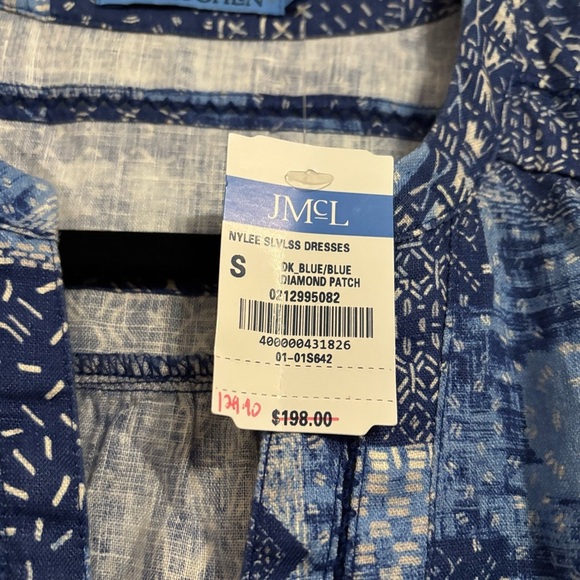 JMcL
NYLEE SLVLSS DRESSES
S
DK_BLUE/BLUE
DIAMOND PATCH
0212995082
400000431826
01-01S642
129.90
$198.00